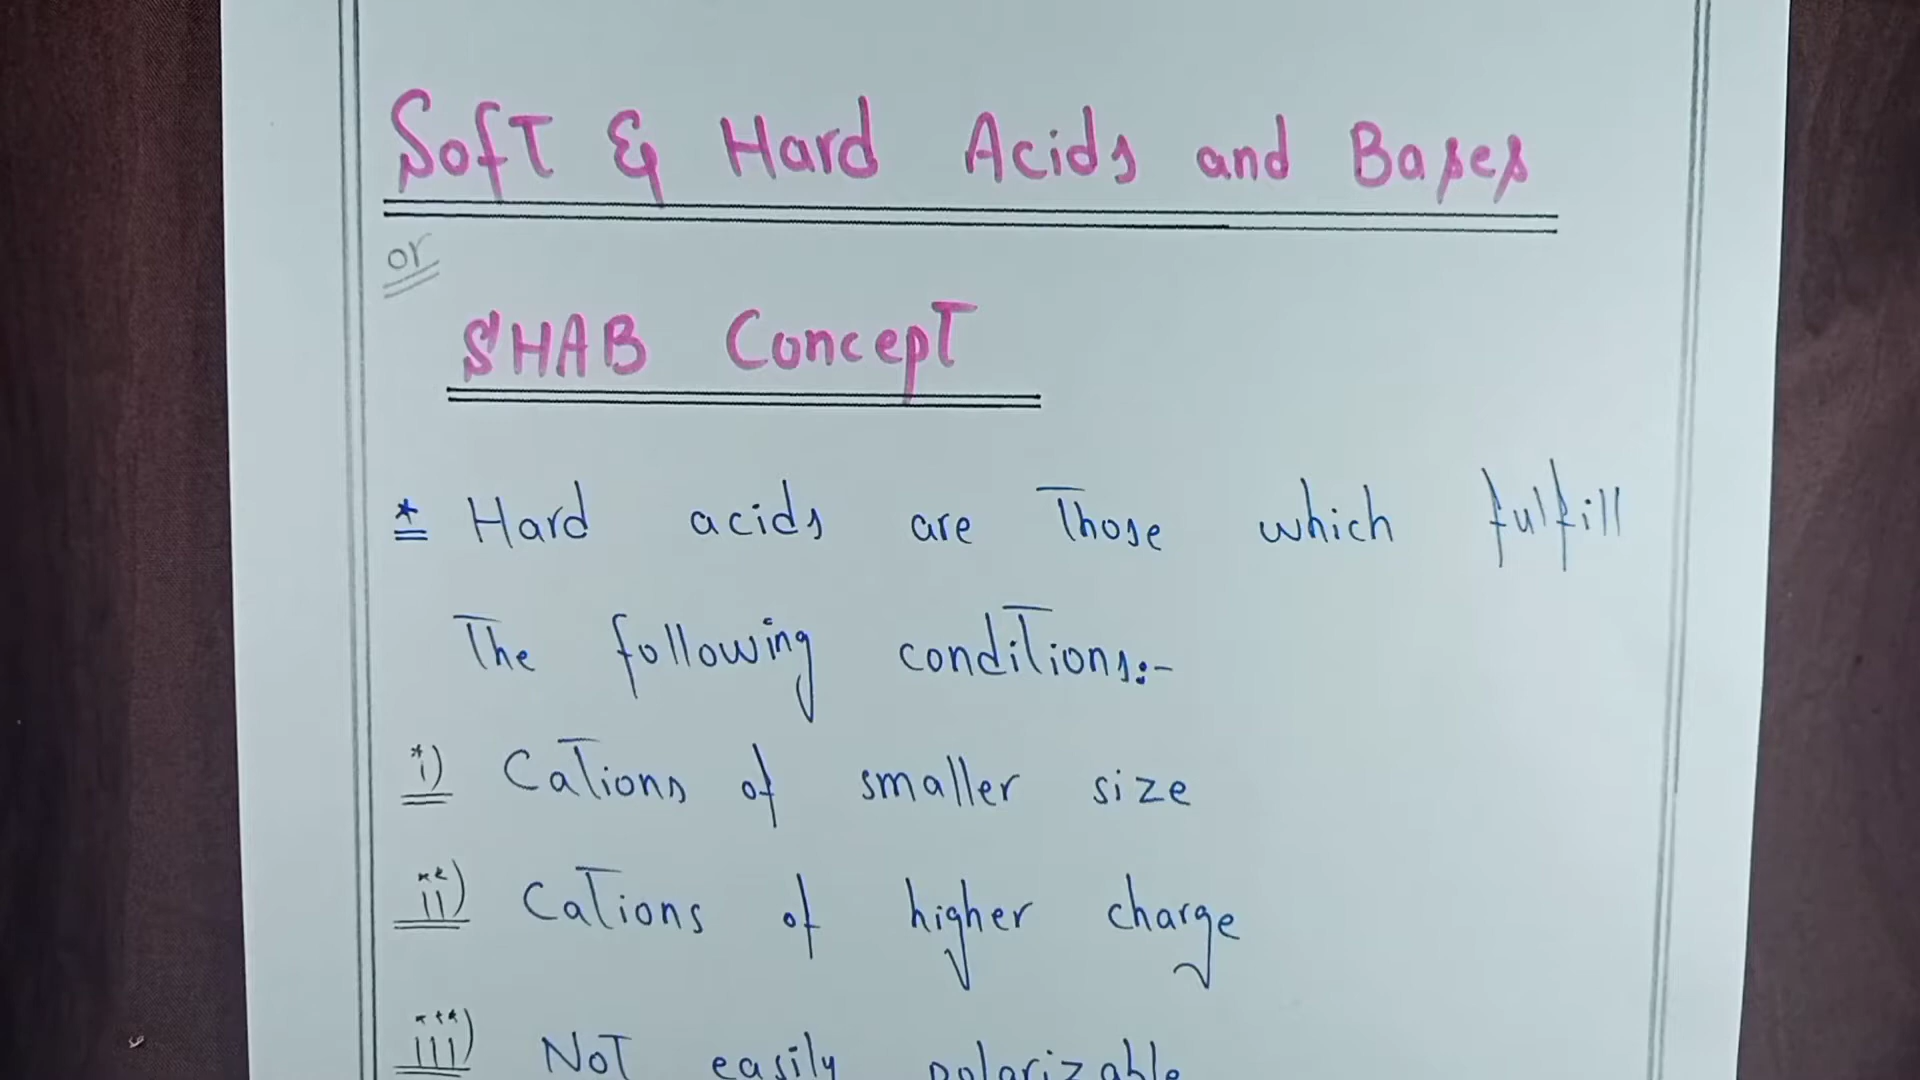 Soft & Hard Acids and Bases
or
SHAB Concept
* Hard acids are Those which fulfill
The following conditions:-
i) Cations of smaller size
ii) Cations of higher charge
iii) Not easily polarizable